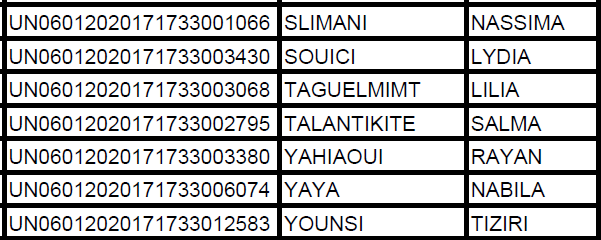 UN06012020171733001066 SLIMANI NASSIMA
UN06012020171733003430 SOUICI LYDIA
UN06012020171733003068 TAGUELMIMT LILIA
UN06012020171733002795 TALANTIKITE SALMA
UN06012020171733003380 YAHIAOUI RAYAN
UN06012020171733006074 YAYA NABILA
UN06012020171733012583 YOUNSI TIZIRI